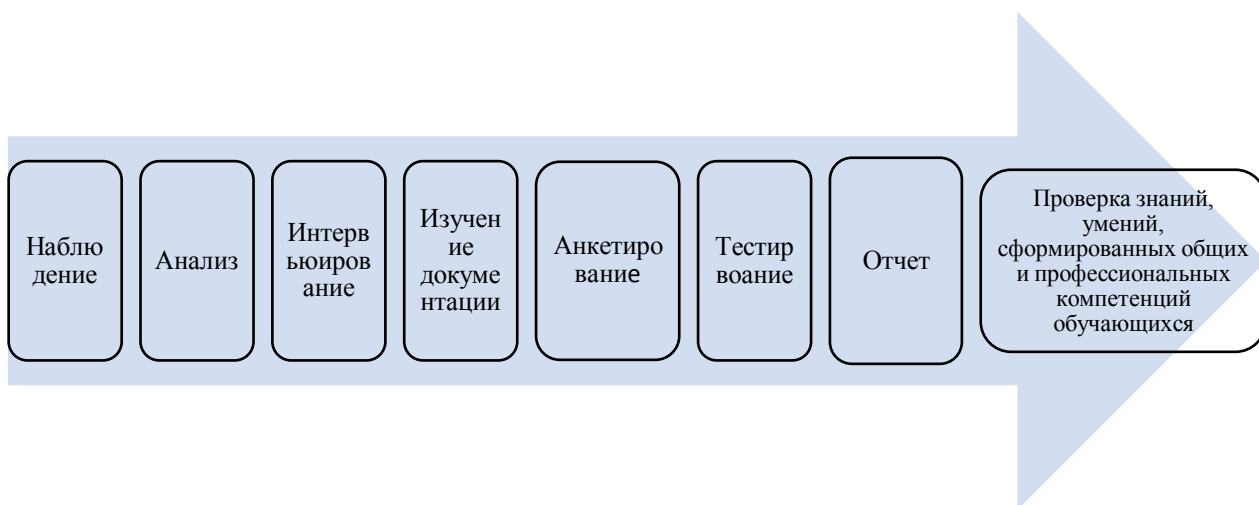 Наблю
дение
Анализ
Интерв
ьюиров
ание
Изучен
ие
докуме
нтации
Анкетиро
вание
Тестир
воание
Отчет
Проверка знаний,
умений,
сформированных общих
и профессиональных
компетенций
обучающихся